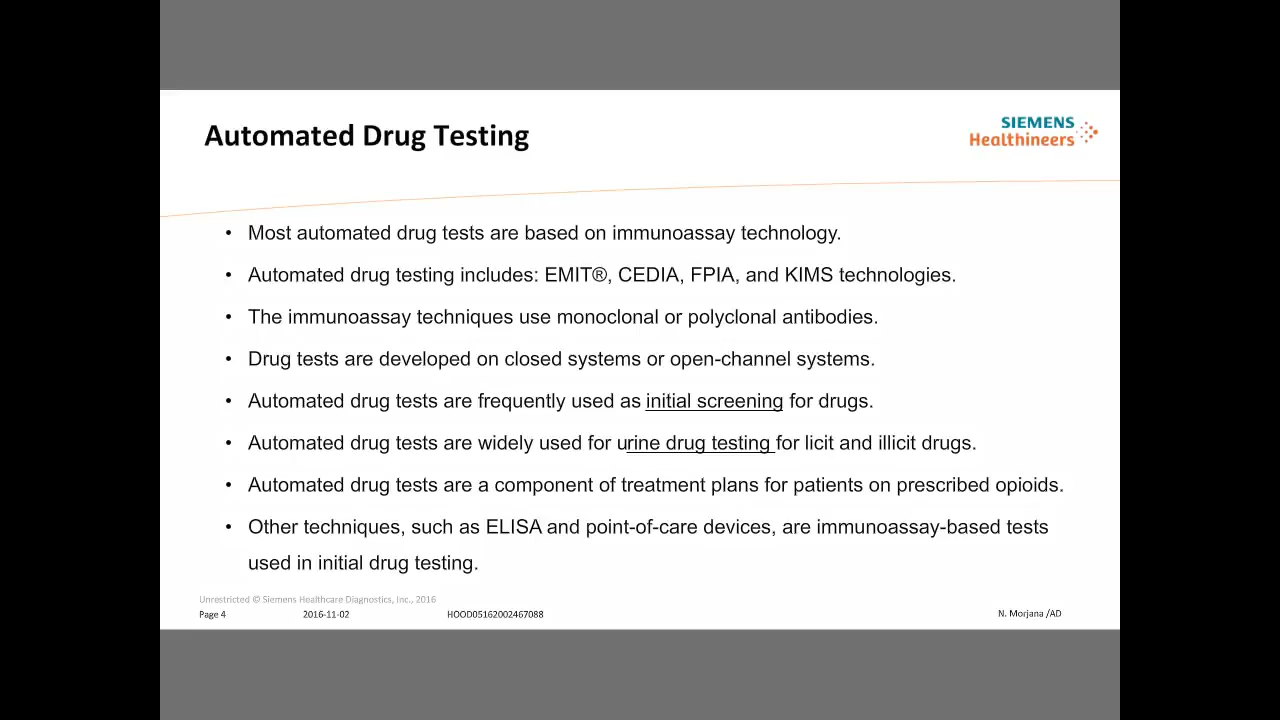 Automated Drug Testing
SIEMENS
Healthineers
• Most automated drug tests are based on immunoassay technology.
• Automated drug testing includes: EMIT®, CEDIA, FPIA, and KIMS technologies.
• The immunoassay techniques use monoclonal or polyclonal antibodies.
• Drug tests are developed on closed systems or open-channel systems.
• Automated drug tests are frequently used as initial screening for drugs.
• Automated drug tests are widely used for urine drug testing for licit and illicit drugs.
• Automated drug tests are a component of treatment plans for patients on prescribed opioids.
• Other techniques, such as ELISA and point-of-care devices, are immunoassay-based tests
used in initial drug testing.
Unrestricted © Siemens Healthcare Diagnostics, Inc., 2016
Page 4 2016-11-02 HOOD05162002467088 N. Morjana /AD